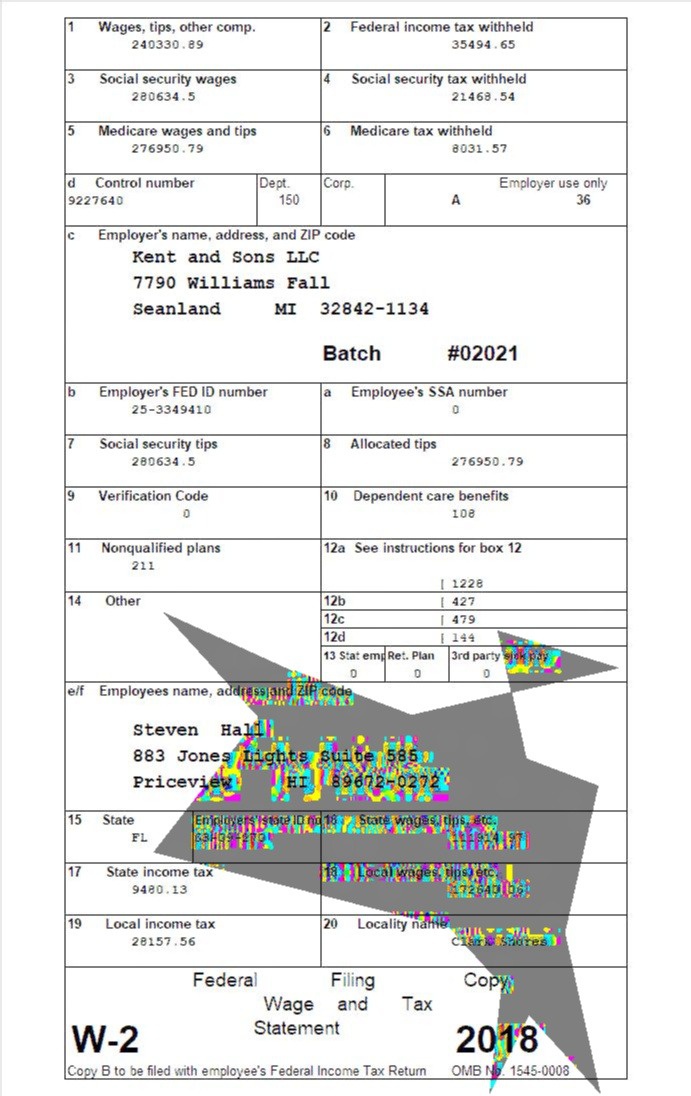 1 Wages, tips, other comp. 2 Federal income tax withheld
240330.89 35494.65
3 Social security wages 4 Social security tax withheld
280634.5 21468.54
5 Medicare wages and tips 6 Medicare tax withheld
276950.79 8031.57
d Control number Dept. Corp. Employer use only
9227640 150 A 36
c Employer's name, address, and ZIP code
Kent and Sons LLC
7790 Williams Fall
Seanland MI 32842-1134
Batch #02021
b Employer's FED ID number a Employee's SSA number
25-3349410 0
7 Social security tips 8 Allocated tips
280634.5 276950.79
9 Verification Code 10 Dependent care benefits
0 108
11 Nonqualified plans 12a See instructions for box 12
211
[ 1228
14 Other 12b [ 427
12c [ 479
12d [ 144
13 Stat emp Ret. Plan 3rd party sick pay
0 0 0
e/f Employees name, address and ZIP code
Steven Hall
883 Jones Lights Suite 585
Priceview HI 89672-0272
15 State Employers' state ID no 16 State wages, tips, etc.
FL
17 State income tax 18 Local wages, tips, etc.
9480.13
19 Local income tax 20 Locality name
28157.56 Clark Shores
Federal Filing Copy
Wage and Tax
Statement
W-2 2018
Copy B to be filed with employee's Federal Income Tax Return OMB No. 1545-0008